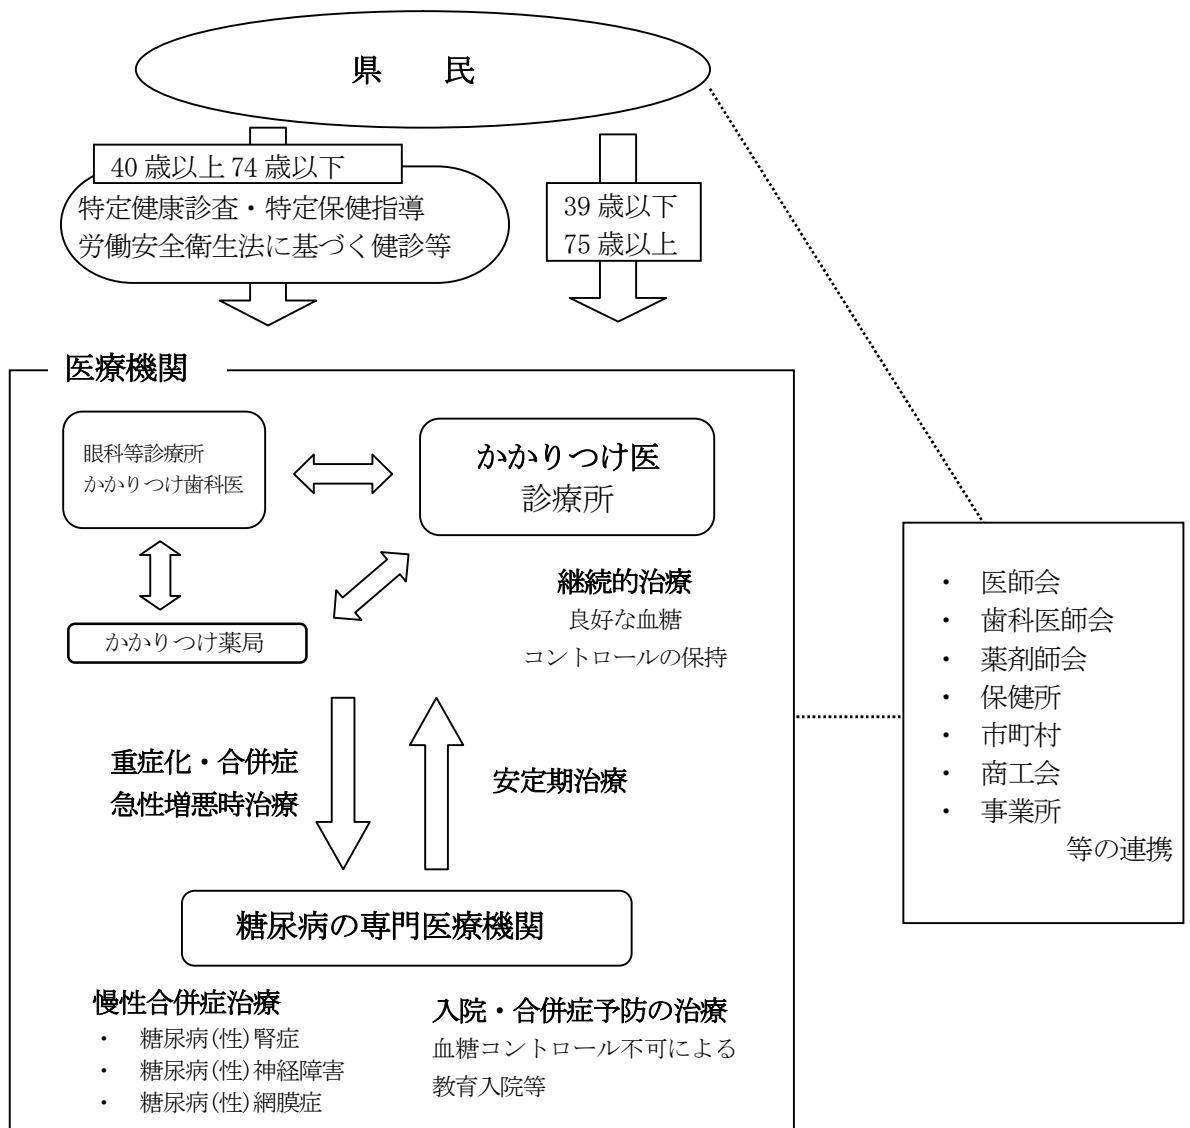 県　民
40 歳以上 74 歳以下
特定健康診査・特定保健指導
労働安全衛生法に基づく健診等
39 歳以下
75 歳以上
医療機関
眼科等診療所
かかりつけ歯科医
かかりつけ医
診療所
継続的治療
良好な血糖
コントロールの保持
かかりつけ薬局
重症化・合併症
急性増悪時治療
安定期治療
糖尿病の専門医療機関
慢性合併症治療
・ 糖尿病(性)腎症
・ 糖尿病(性)神経障害
・ 糖尿病(性)網膜症
入院・合併症予防の治療
血糖コントロール不可による
教育入院等
・ 医師会
・ 歯科医師会
・ 薬剤師会
・ 保健所
・ 市町村
・ 商工会
・ 事業所
等の連携